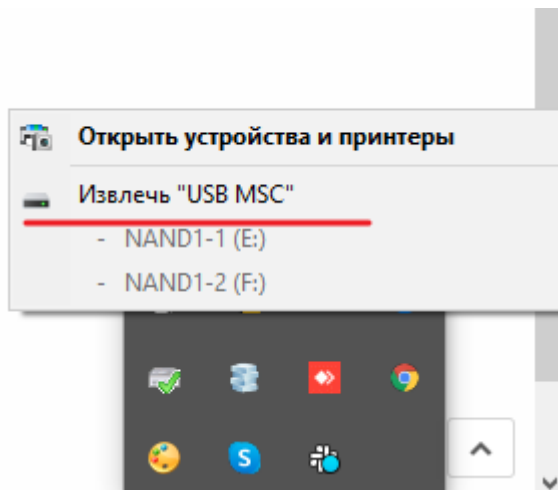 Открыть устройства и принтеры
Извлечь "USB MSC"
- NAND1-1 (E:)
- NAND1-2 (F:)